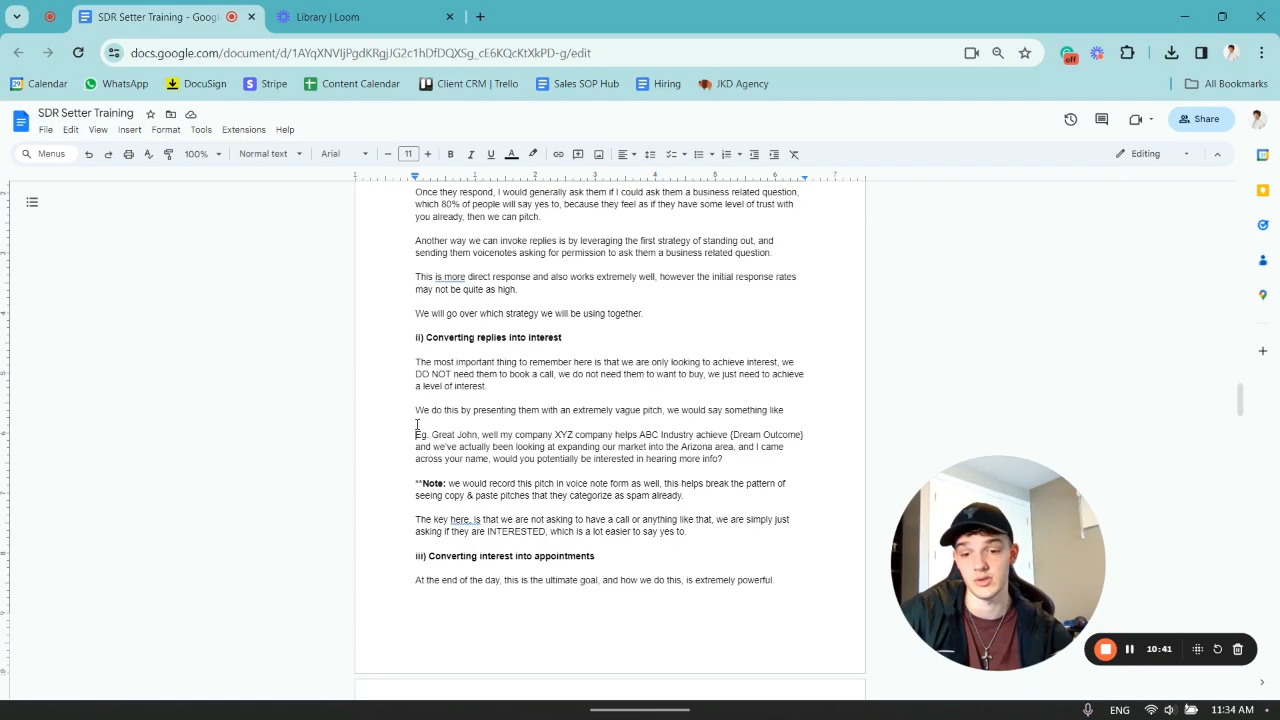 SDR Setter Training - Googl
Library | Loom
docs.google.com/document/d/1AYqXNVIjPgdKRgjJG2c1hDfDQXSg_cE6KQcKtXkPD-g/edit
off
Calendar
WhatsApp
DocuSign
Stripe
Content Calendar
Client CRM | Trello
Sales SOP Hub
Hiring
JKD Agency
All Bookmarks
SDR Setter Training
File Edit View Insert Format Tools Extensions Help
Share
Menus
100%
Normal text
Arial
11
Editing
1 1 2 3 4 5 6 7
Once they respond, I would generally ask them if I could ask them a business related question,
which 80% of people will say yes to, because they feel as if they have some level of trust with
you already, then we can pitch.
Another way we can invoke replies is by leveraging the first strategy of standing out, and
sending them voicenotes asking for permission to ask them a business related question.
This is more direct response and also works extremely well, however the initial response rates
may not be quite as high.
We will go over which strategy we will be using together.
ii) Converting replies into interest
The most important thing to remember here is that we are only looking to achieve interest, we
DO NOT need them to book a call, we do not need them to want to buy, we just need to achieve
a level of interest.
We do this by presenting them with an extremely vague pitch, we would say something like
Eg. Great John, well my company XYZ company helps ABC Industry achieve {Dream Outcome}
and we've actually been looking at expanding our market into the Arizona area, and I came
across your name, would you potentially be interested in hearing more info?
**Note: we would record this pitch in voice note form as well, this helps break the pattern of
seeing copy & paste pitches that they categorize as spam already.
The key here, is that we are not asking to have a call or anything like that, we are simply just
asking if they are INTERESTED, which is a lot easier to say yes to.
iii) Converting interest into appointments
At the end of the day, this is the ultimate goal, and how we do this, is extremely powerful.
10:41
ENG
11:34 AM